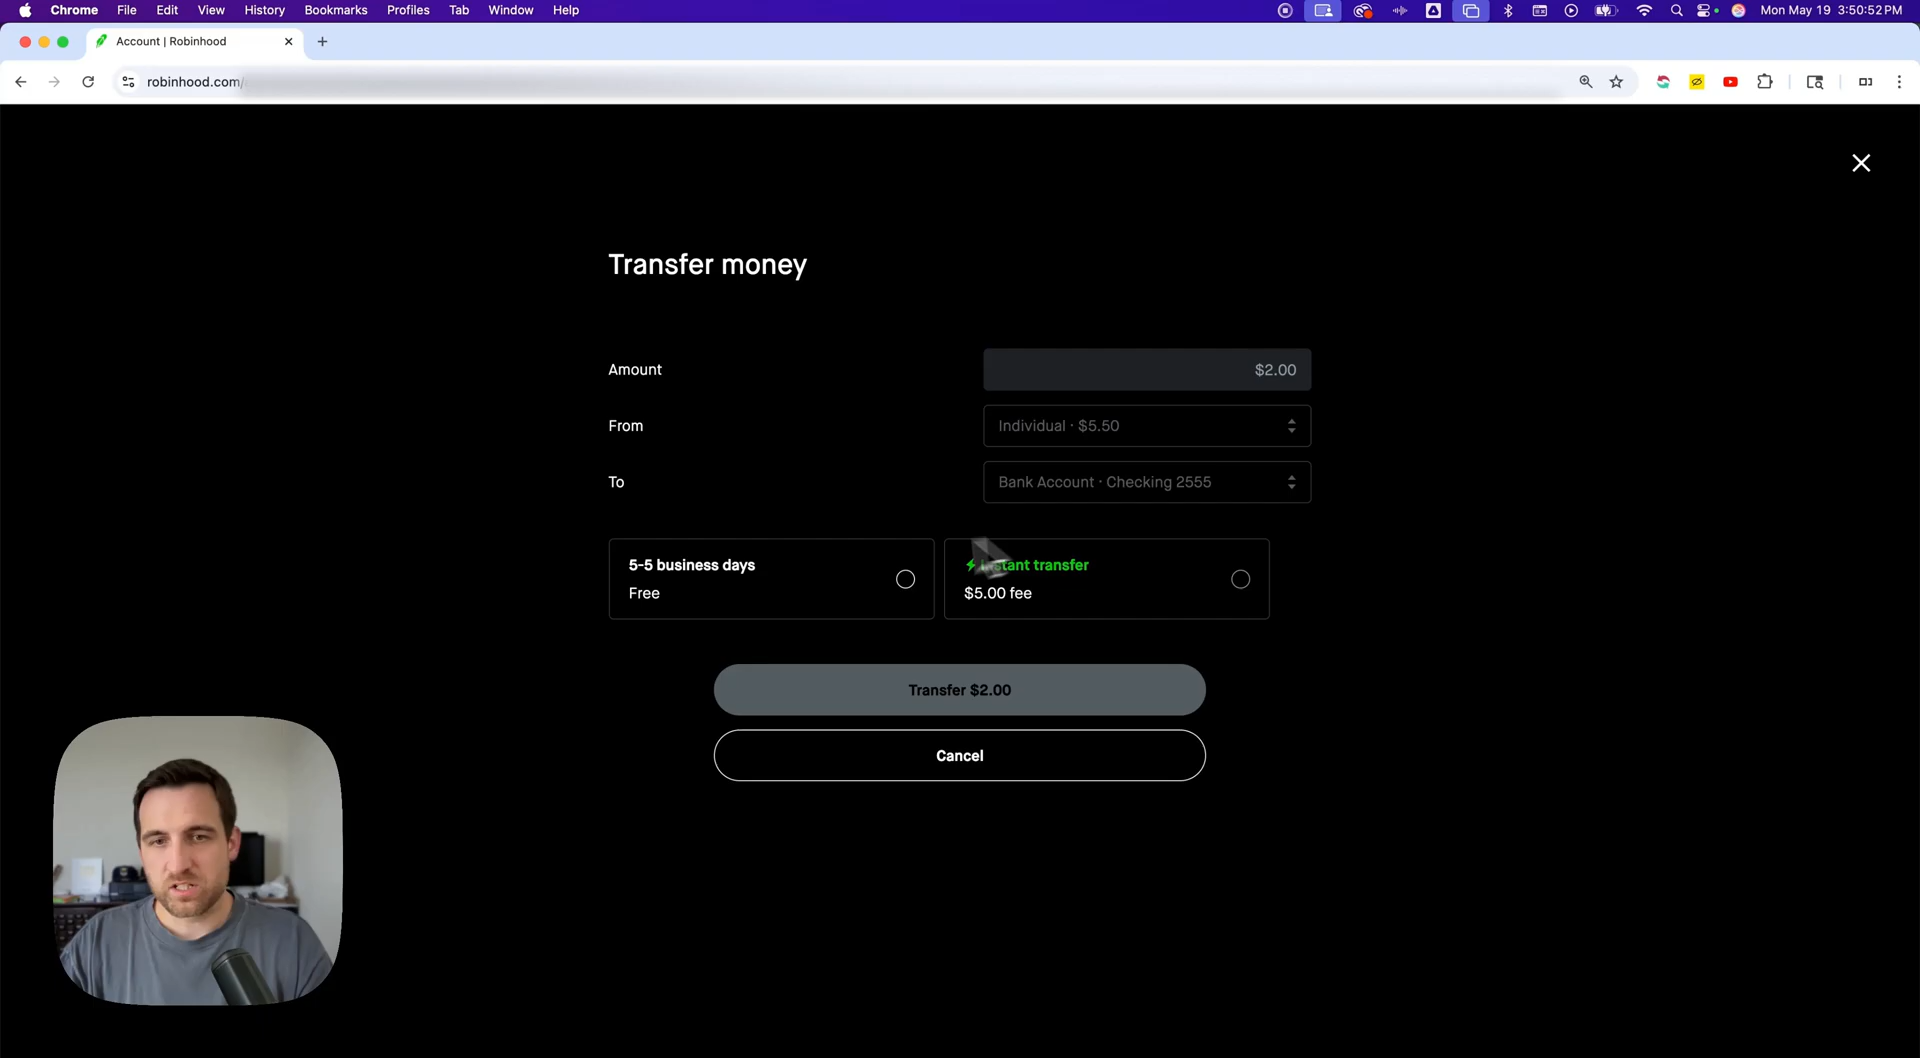 Chrome File Edit View History Bookmarks Profiles Tab Window Help Mon May 19 3:50:52 PM
Account | Robinhood
robinhood.com/
Transfer money
Amount $2.00
From Individual · $5.50
To Bank Account · Checking 2555
5-5 business days
Free
Instant transfer
$5.00 fee
Transfer $2.00
Cancel